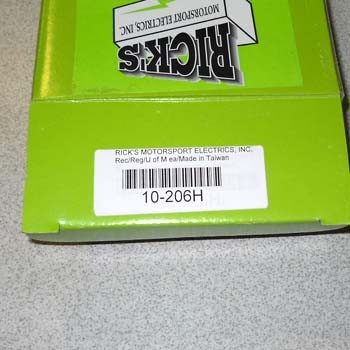 RICK'S
MOTORSPORT ELECTRICS, INC.
RICK'S MOTORSPORT ELECTRICS, INC.
Rec/Reg/U of M ea/Made in Taiwan
10-206H